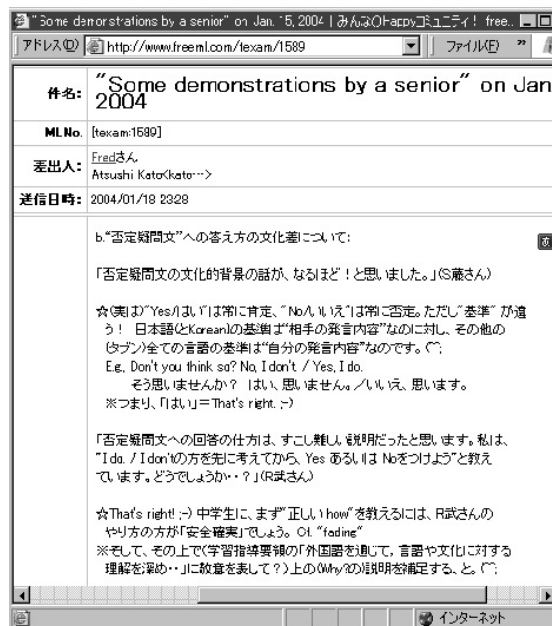 "Some demonstrations by a senior" on Jan. 15, 2004 | みんなのHappyコミュニティ! free..
アドレス(D) http://www.freeml.com/texam/1589 ファイル(F) »
件名: "Some demonstrations by a senior" on Jan
2004
MLNo. [texam:1589]
差出人: Fredさん
Atsushi Kato<kato…>
送信日時: 2004/01/18 23:28
b.“否定疑問文”への答え方の文化差について:
「否定疑問文の文化的背景の話が、なるほど!と思いました。」(S蔵さん)
☆(実は)“Yes/はい”は常に肯定、“No/いいえ”は常に否定。ただし“基準” が違
う! 日本語(とKorean)の基準は“相手の発言内容”なのに対し、その他の
(タブン)全ての言語の基準は“自分の発言内容”なのです。(^^;
E.g. Don't you think so? No, I don't. / Yes, I do.
そう思いませんか? はい、思いません。/いいえ、思います。
※つまり、「はい」=That's right. ;-)
「否定疑問文への回答の仕方は、すこし難しい説明だったと思います。私は、
“I do. / I don'tの方を先に考えてから、Yes あるいは Noをつけよう”と教え
ています。どうでしょうか・・?」(R武さん)
☆That's right! ;-) 中学生に、まず“正しいhow”を教えるには、R武さんの
やり方の方が「安全確実」でしょう。 Cf. “fading”
※そして、その上で(学習指導要領の「外国語を通じて、言語や文化に対する
理解を深め・・」に敬意を表して?)上の(Why?の)説明を補足する、と。(^^;
インターネット